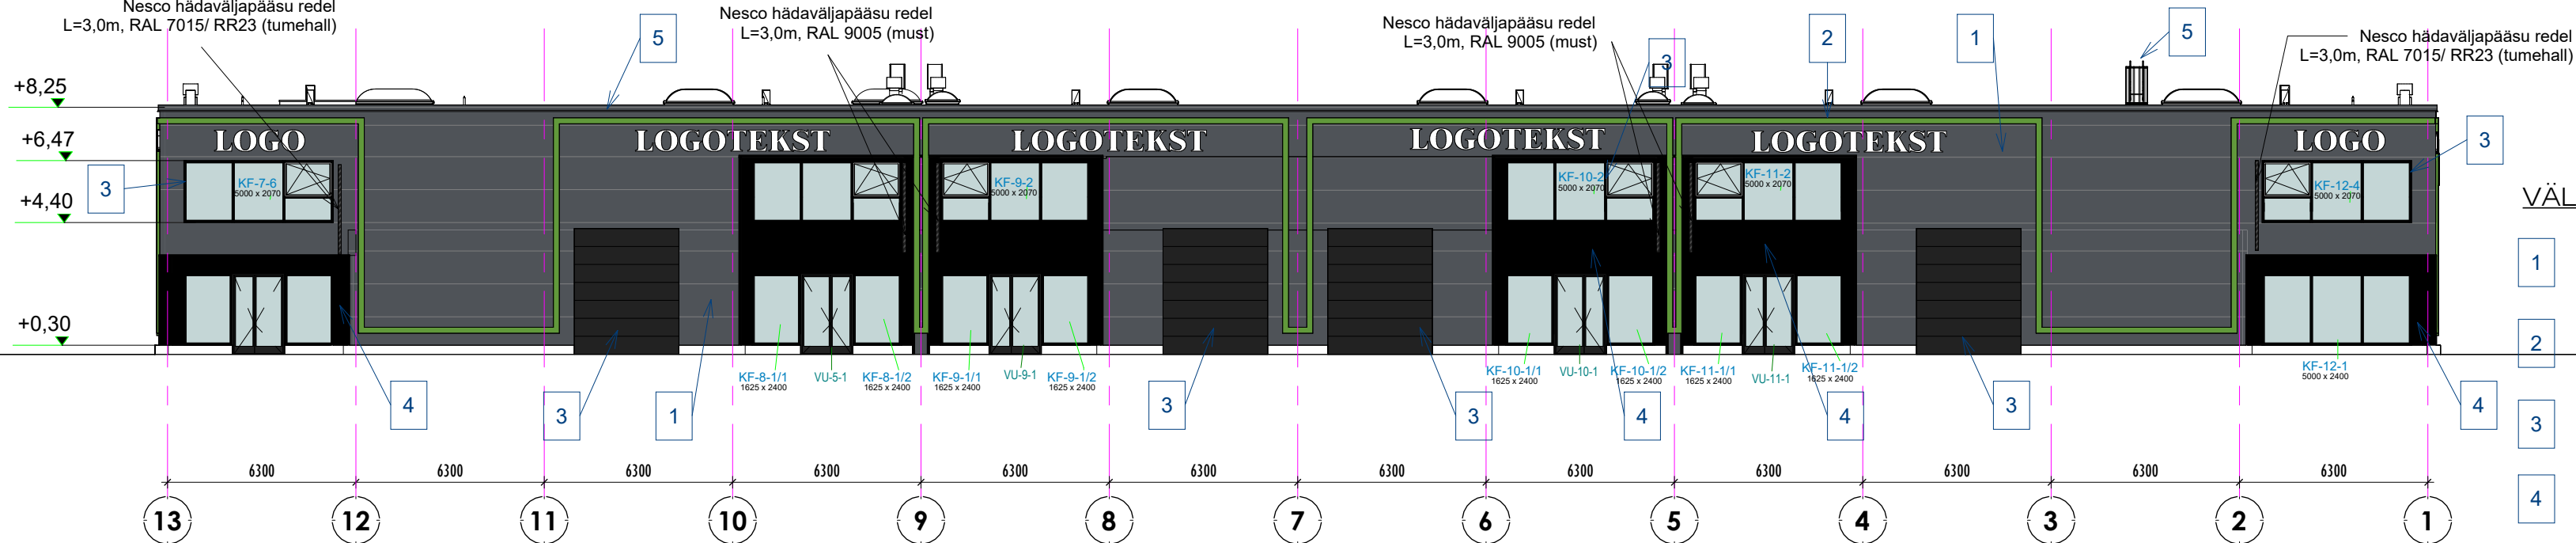 Nesco hädaväljapääsu redel
L=3,0m, RAL 7015/ RR23 (tumehall)
Nesco hädaväljapääsu redel
L=3,0m, RAL 9005 (must)
Nesco hädaväljapääsu redel
L=3,0m, RAL 9005 (must)
Nesco hädaväljapääsu redel
L=3,0m, RAL 7015/ RR23 (tumehall)
5
3
2
1
5
+8,25
+6,47
+4,40
+0,30
LOGO
LOGOTEKST
LOGOTEKST
LOGOTEKST
LOGOTEKST
LOGO
3
3
KF-7-6
5000 x 2070
KF-9-2
5000 x 2070
KF-10-2
5000 x 2070
KF-11-2
5000 x 2070
KF-12-4
5000 x 2070
VÄL
1
2
3
4
KF-8-1/1
1625 x 2400
VU-5-1
KF-8-1/2
1625 x 2400
KF-9-1/1
1625 x 2400
VU-9-1
KF-9-1/2
1625 x 2400
KF-10-1/1
1625 x 2400
VU-10-1
KF-10-1/2
1625 x 2400
KF-11-1/1
1625 x 2400
VU-11-1
KF-11-1/2
1625 x 2400
KF-12-1
5000 x 2400
4
3
1
3
3
4
4
3
4
6300 6300 6300 6300 6300 6300 6300 6300 6300 6300 6300 6300
13 12 11 10 9 8 7 6 5 4 3 2 1